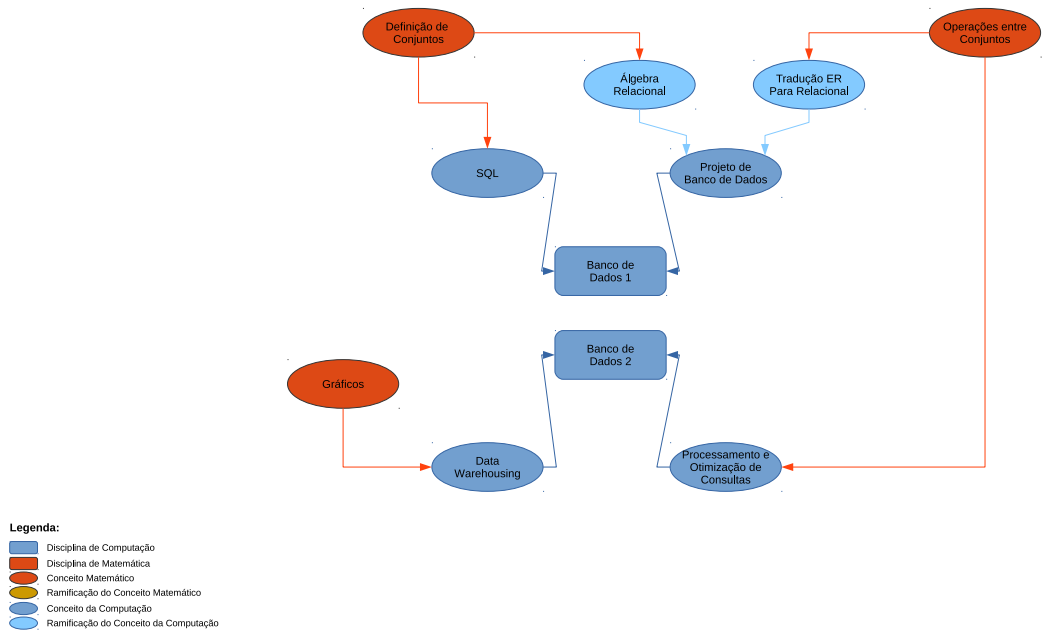 Definição de
Conjuntos
Operações entre
Conjuntos
Álgebra
Relacional
Tradução ER
Para Relacional
SQL
Projeto de
Banco de Dados
Banco de
Dados 1
Banco de
Dados 2
Gráficos
Data
Warehousing
Processamento e
Otimização de
Consultas
Legenda:
Disciplina de Computação
Disciplina de Matemática
Conceito Matemático
Ramificação do Conceito Matemático
Conceito da Computação
Ramificação do Conceito da Computação